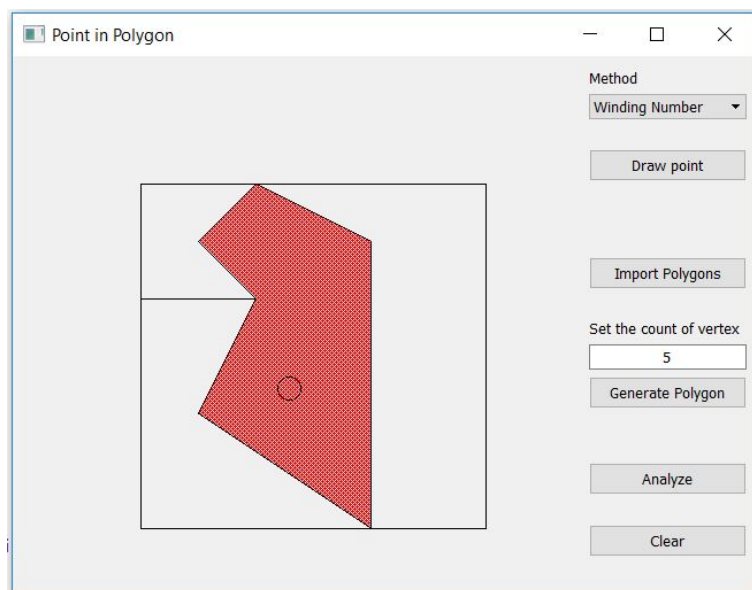 Point in Polygon
Method
Winding Number
Draw point
Import Polygons
Set the count of vertex
5
Generate Polygon
Analyze
Clear